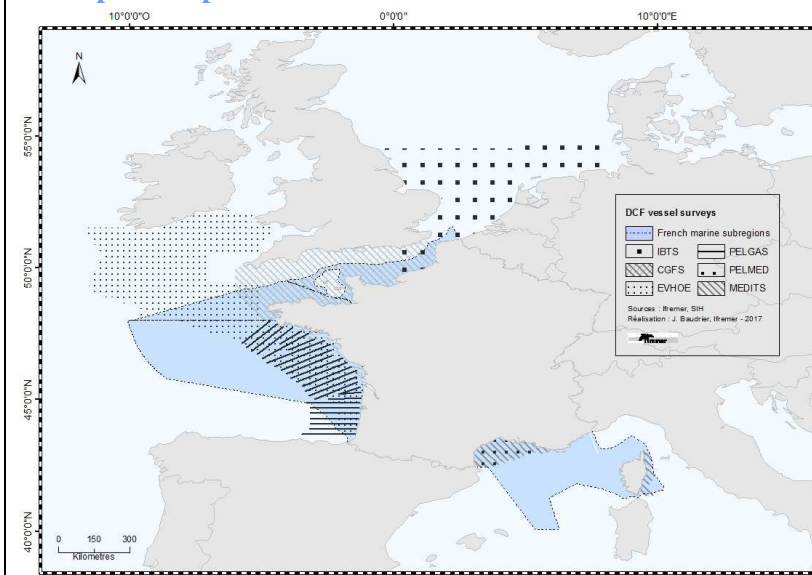 10°0'0"O 0°0'0" 10°0'0"E
N
55°0'0"N
50°0'0"N
45°0'0"N
40°0'0"N
DCF vessel surveys
French marine subregions
IBTS PELGAS
CGFS PELMED
EVHOE MEDITS
Sources : Ifremer, SIH
Réalisation : J. Baudrier, Ifremer - 2017
Ifremer
0 150 300
Kilometres